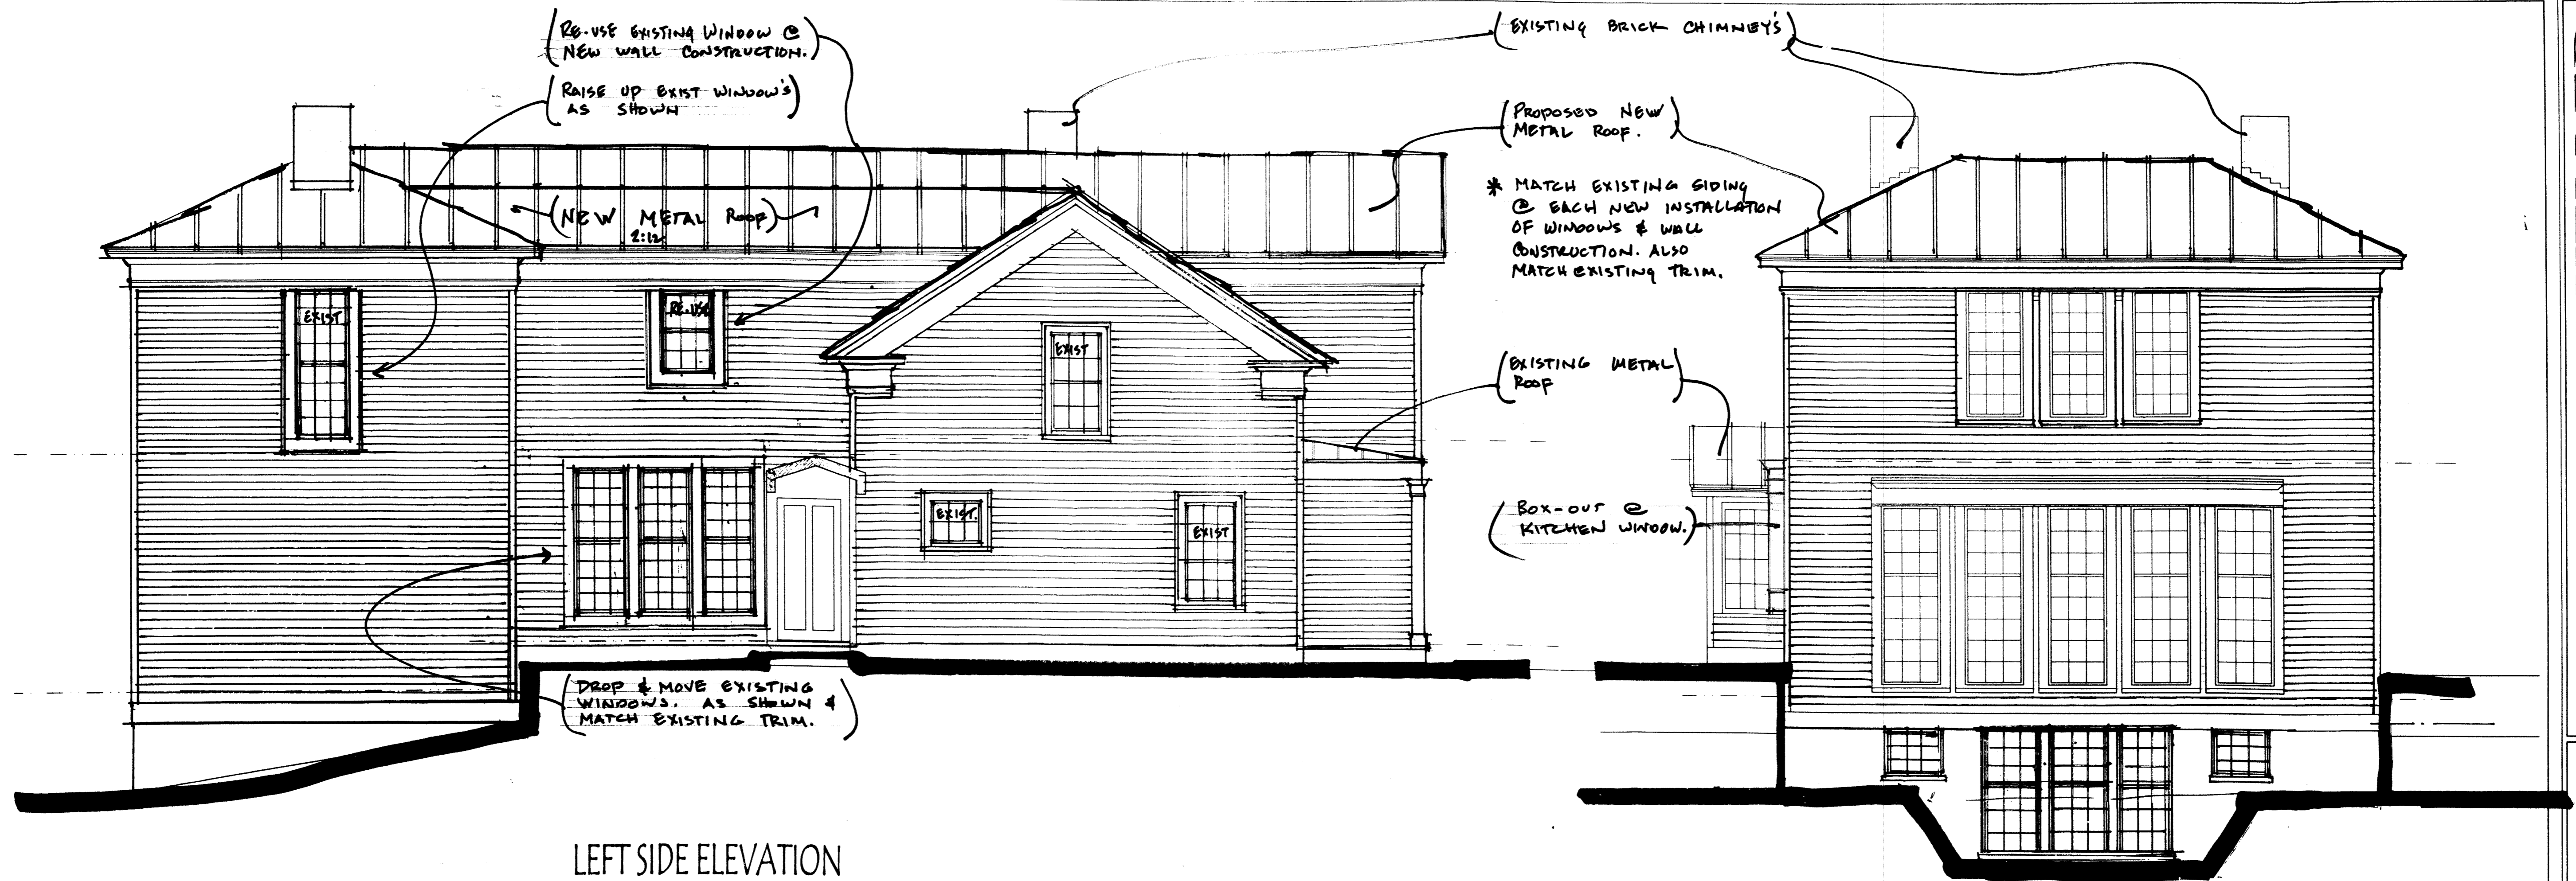 (RE-USE EXISTING WINDOW @
NEW WALL CONSTRUCTION.)
(RAISE UP EXIST WINDOW'S)
AS SHOWN
(EXISTING BRICK CHIMNEY'S)
(PROPOSED NEW
METAL ROOF.
* MATCH EXISTING SIDING
@ EACH NEW INSTALLATION
OF WINDOWS & WALL
CONSTRUCTION. ALSO
MATCH EXISTING TRIM.
(NEW METAL ROOF)
2:12
EXIST
RE-USE
EXIST
EXIST.
EXIST
(EXISTING METAL
ROOF
(BOX-OUT @
KITCHEN WINDOW.)
(DROP & MOVE EXISTING
WINDOWS. AS SHOWN &
MATCH EXISTING TRIM.)
LEFT SIDE ELEVATION